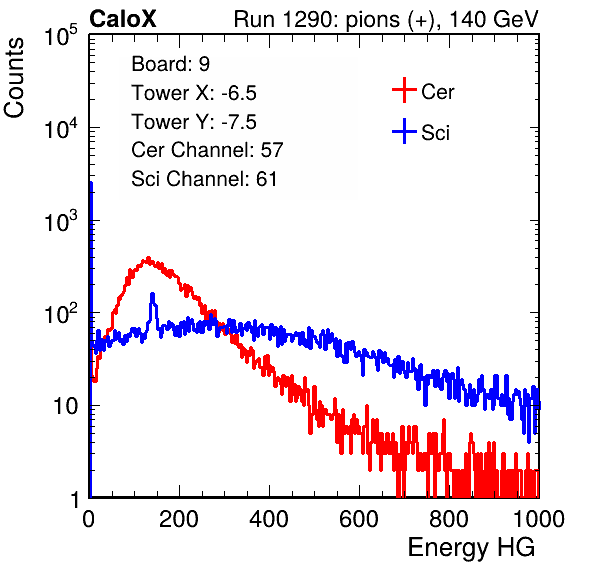 CaloX Run 1290: pions (+), 140 GeV
Counts
Board: 9
Tower X: -6.5
Tower Y: -7.5
Cer Channel: 57
Sci Channel: 61
Cer
Sci
10^5
10^4
10^3
10^2
10
1
0 200 400 600 800 1000
Energy HG